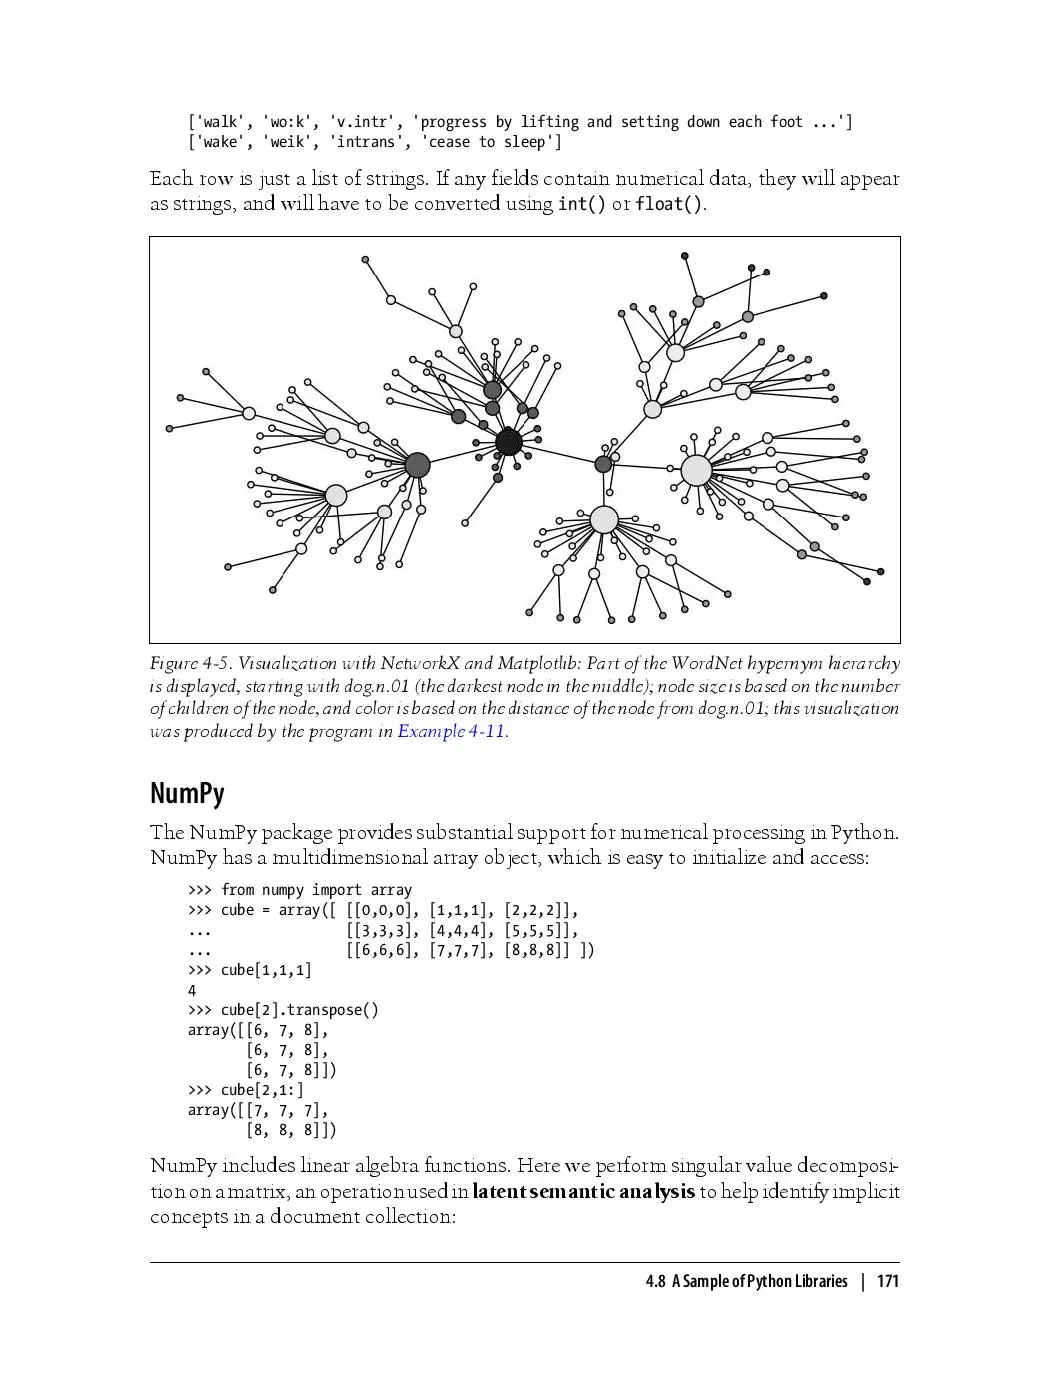 ['walk', 'wo:k', 'v.intr', 'progress by lifting and setting down each foot ...']
['wake', 'weik', 'intrans', 'cease to sleep']
Each row is just a list of strings. If any fields contain numerical data, they will appear
as strings, and will have to be converted using int() or float().
Figure 4-5. Visualization with NetworkX and Matplotlib: Part of the WordNet hypernym hierarchy
is displayed, starting with dog.n.01 (the darkest node in the middle); node size is based on the number
of children of the node, and color is based on the distance of the node from dog.n.01; this visualization
was produced by the program in Example 4-11.
NumPy
The NumPy package provides substantial support for numerical processing in Python.
NumPy has a multidimensional array object, which is easy to initialize and access:
>>> from numpy import array
>>> cube = array([ [[0,0,0], [1,1,1], [2,2,2]],
...                [[3,3,3], [4,4,4], [5,5,5]],
...                [[6,6,6], [7,7,7], [8,8,8]] ])
>>> cube[1,1,1]
4
>>> cube[2].transpose()
array([[6, 7, 8],
       [6, 7, 8],
       [6, 7, 8]])
>>> cube[2,1:]
array([[7, 7, 7],
       [8, 8, 8]])
NumPy includes linear algebra functions. Here we perform singular value decomposi-
tion on a matrix, an operation used in latent semantic analysis to help identify implicit
concepts in a document collection:
4.8 A Sample of Python Libraries | 171